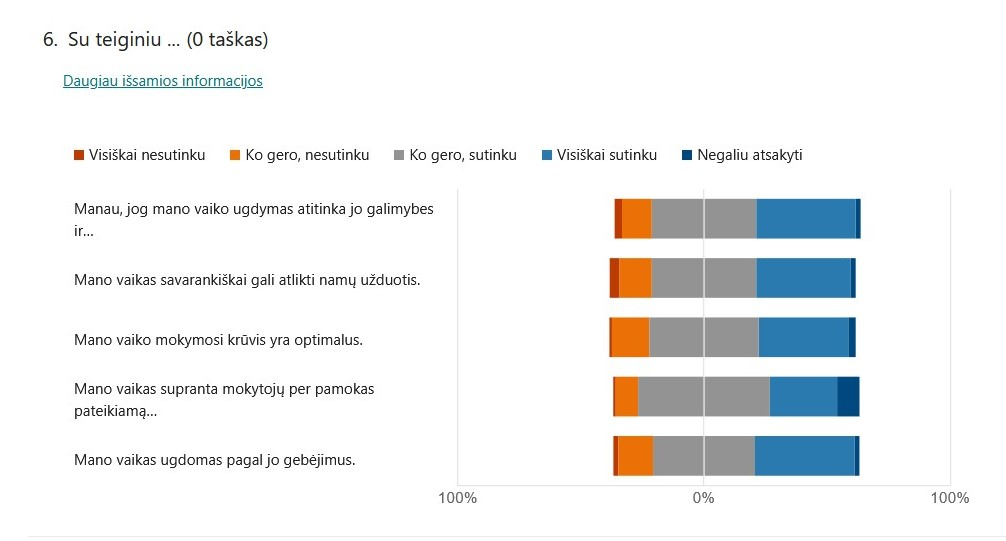 6. Su teiginiu ... (0 taškas)
Daugiau išsamios informacijos
Visiškai nesutinku Ko gero, nesutinku Ko gero, sutinku Visiškai sutinku Negaliu atsakyti
Manau, jog mano vaiko ugdymas atitinka jo galimybes
ir...
Mano vaikas savarankiškai gali atlikti namų užduotis.
Mano vaiko mokymosi krūvis yra optimalus.
Mano vaikas supranta mokytojų per pamokas
pateikiamą...
Mano vaikas ugdomas pagal jo gebėjimus.
100% 0% 100%